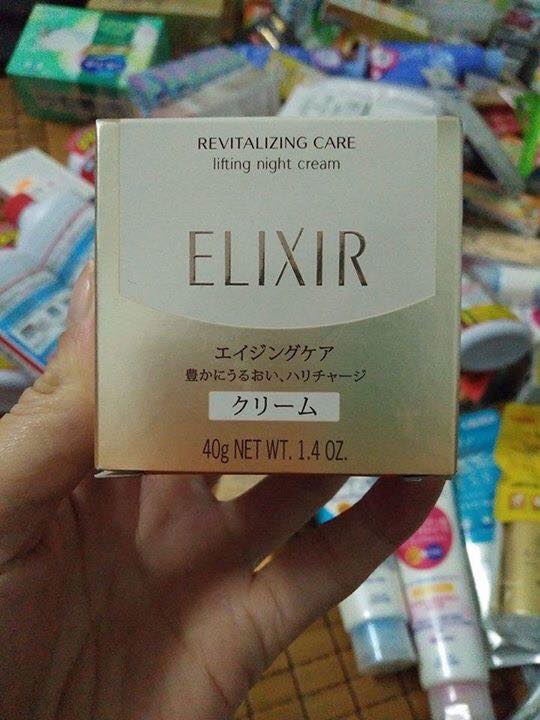 REVITALIZING CARE
lifting night cream
ELIXIR
エイジングケア
豊かにうるおい、ハリチャージ
クリーム
40g NET WT. 1.4 OZ.